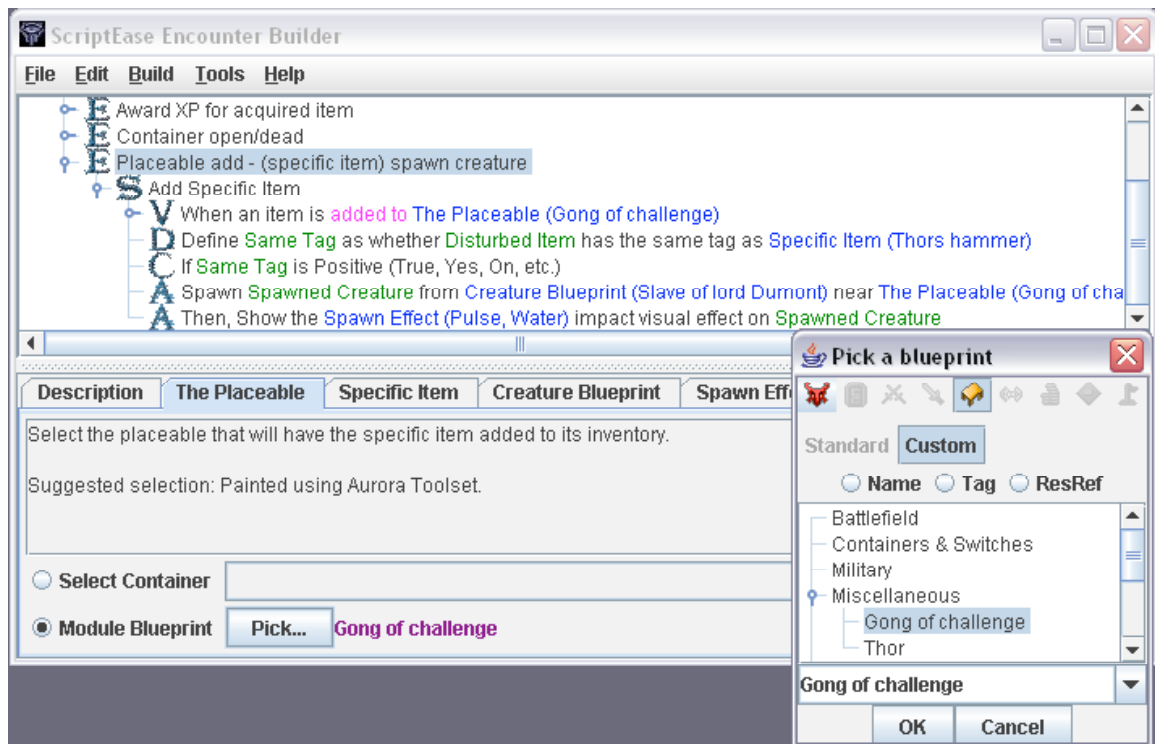 ScriptEase Encounter Builder
File Edit Build Tools Help
E Award XP for acquired item
E Container open/dead
E Placeable add - (specific item) spawn creature
S Add Specific Item
V When an item is added to The Placeable (Gong of challenge)
D Define Same Tag as whether Disturbed Item has the same tag as Specific Item (Thors hammer)
C If Same Tag is Positive (True, Yes, On, etc.)
A Spawn Spawned Creature from Creature Blueprint (Slave of lord Dumont) near The Placeable (Gong of cha
A Then, Show the Spawn Effect (Pulse, Water) impact visual effect on Spawned Creature
Description The Placeable Specific Item Creature Blueprint Spawn Eff
Select the placeable that will have the specific item added to its inventory.
Suggested selection: Painted using Aurora Toolset.
Select Container
Module Blueprint Pick... Gong of challenge
Pick a blueprint
Standard Custom
Name Tag ResRef
Battlefield
Containers & Switches
Military
Miscellaneous
Gong of challenge
Thor
Gong of challenge
OK Cancel